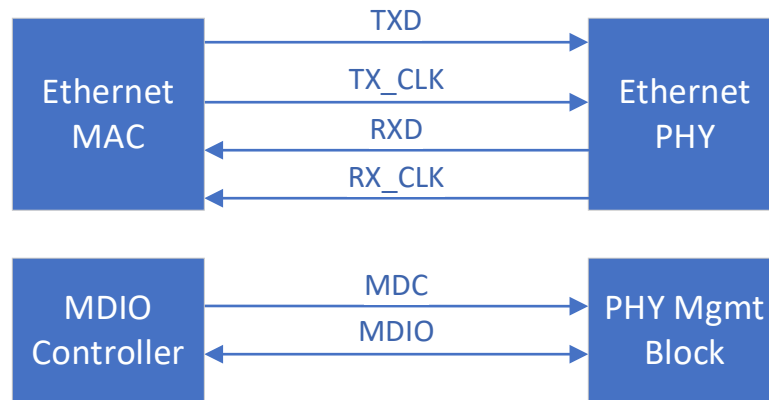 TXD
Ethernet
MAC
TX_CLK
RXD
RX_CLK
Ethernet
PHY
MDIO
Controller
MDC
MDIO
PHY Mgmt
Block